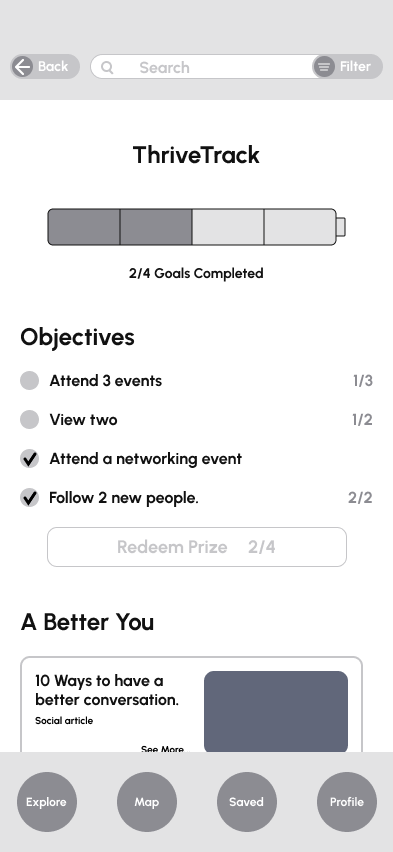 Back
Search
Filter
ThriveTrack
2/4 Goals Completed
Objectives
Attend 3 events 1/3
View two 1/2
Attend a networking event
Follow 2 new people. 2/2
Redeem Prize 2/4
A Better You
10 Ways to have a
better conversation.
Social article
See More
Explore
Map
Saved
Profile